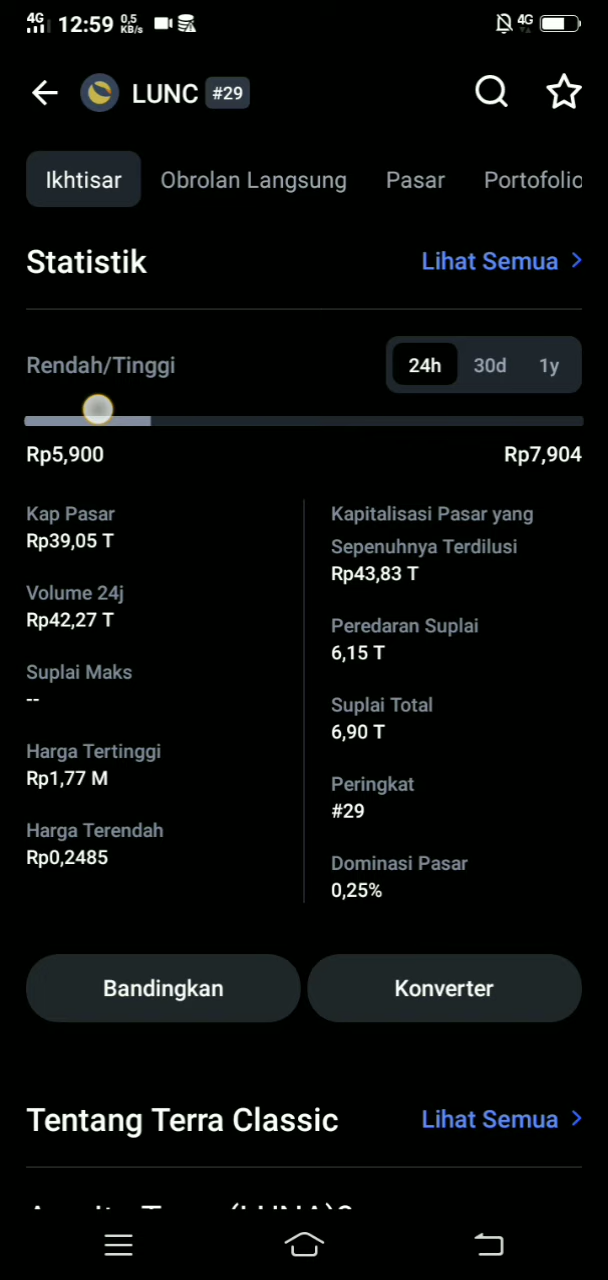 4G 12:59 0,5 KB/s 4G
LUNC #29
Ikhtisar Obrolan Langsung Pasar Portofolio
Statistik Lihat Semua
Rendah/Tinggi 24h 30d 1y
Rp5,900 Rp7,904
Kap Pasar
Rp39,05 T
Volume 24j
Rp42,27 T
Suplai Maks
--
Harga Tertinggi
Rp1,77 M
Harga Terendah
Rp0,2485
Kapitalisasi Pasar yang
Sepenuhnya Terdilusi
Rp43,83 T
Peredaran Suplai
6,15 T
Suplai Total
6,90 T
Peringkat
#29
Dominasi Pasar
0,25%
Bandingkan Konverter
Tentang Terra Classic Lihat Semua